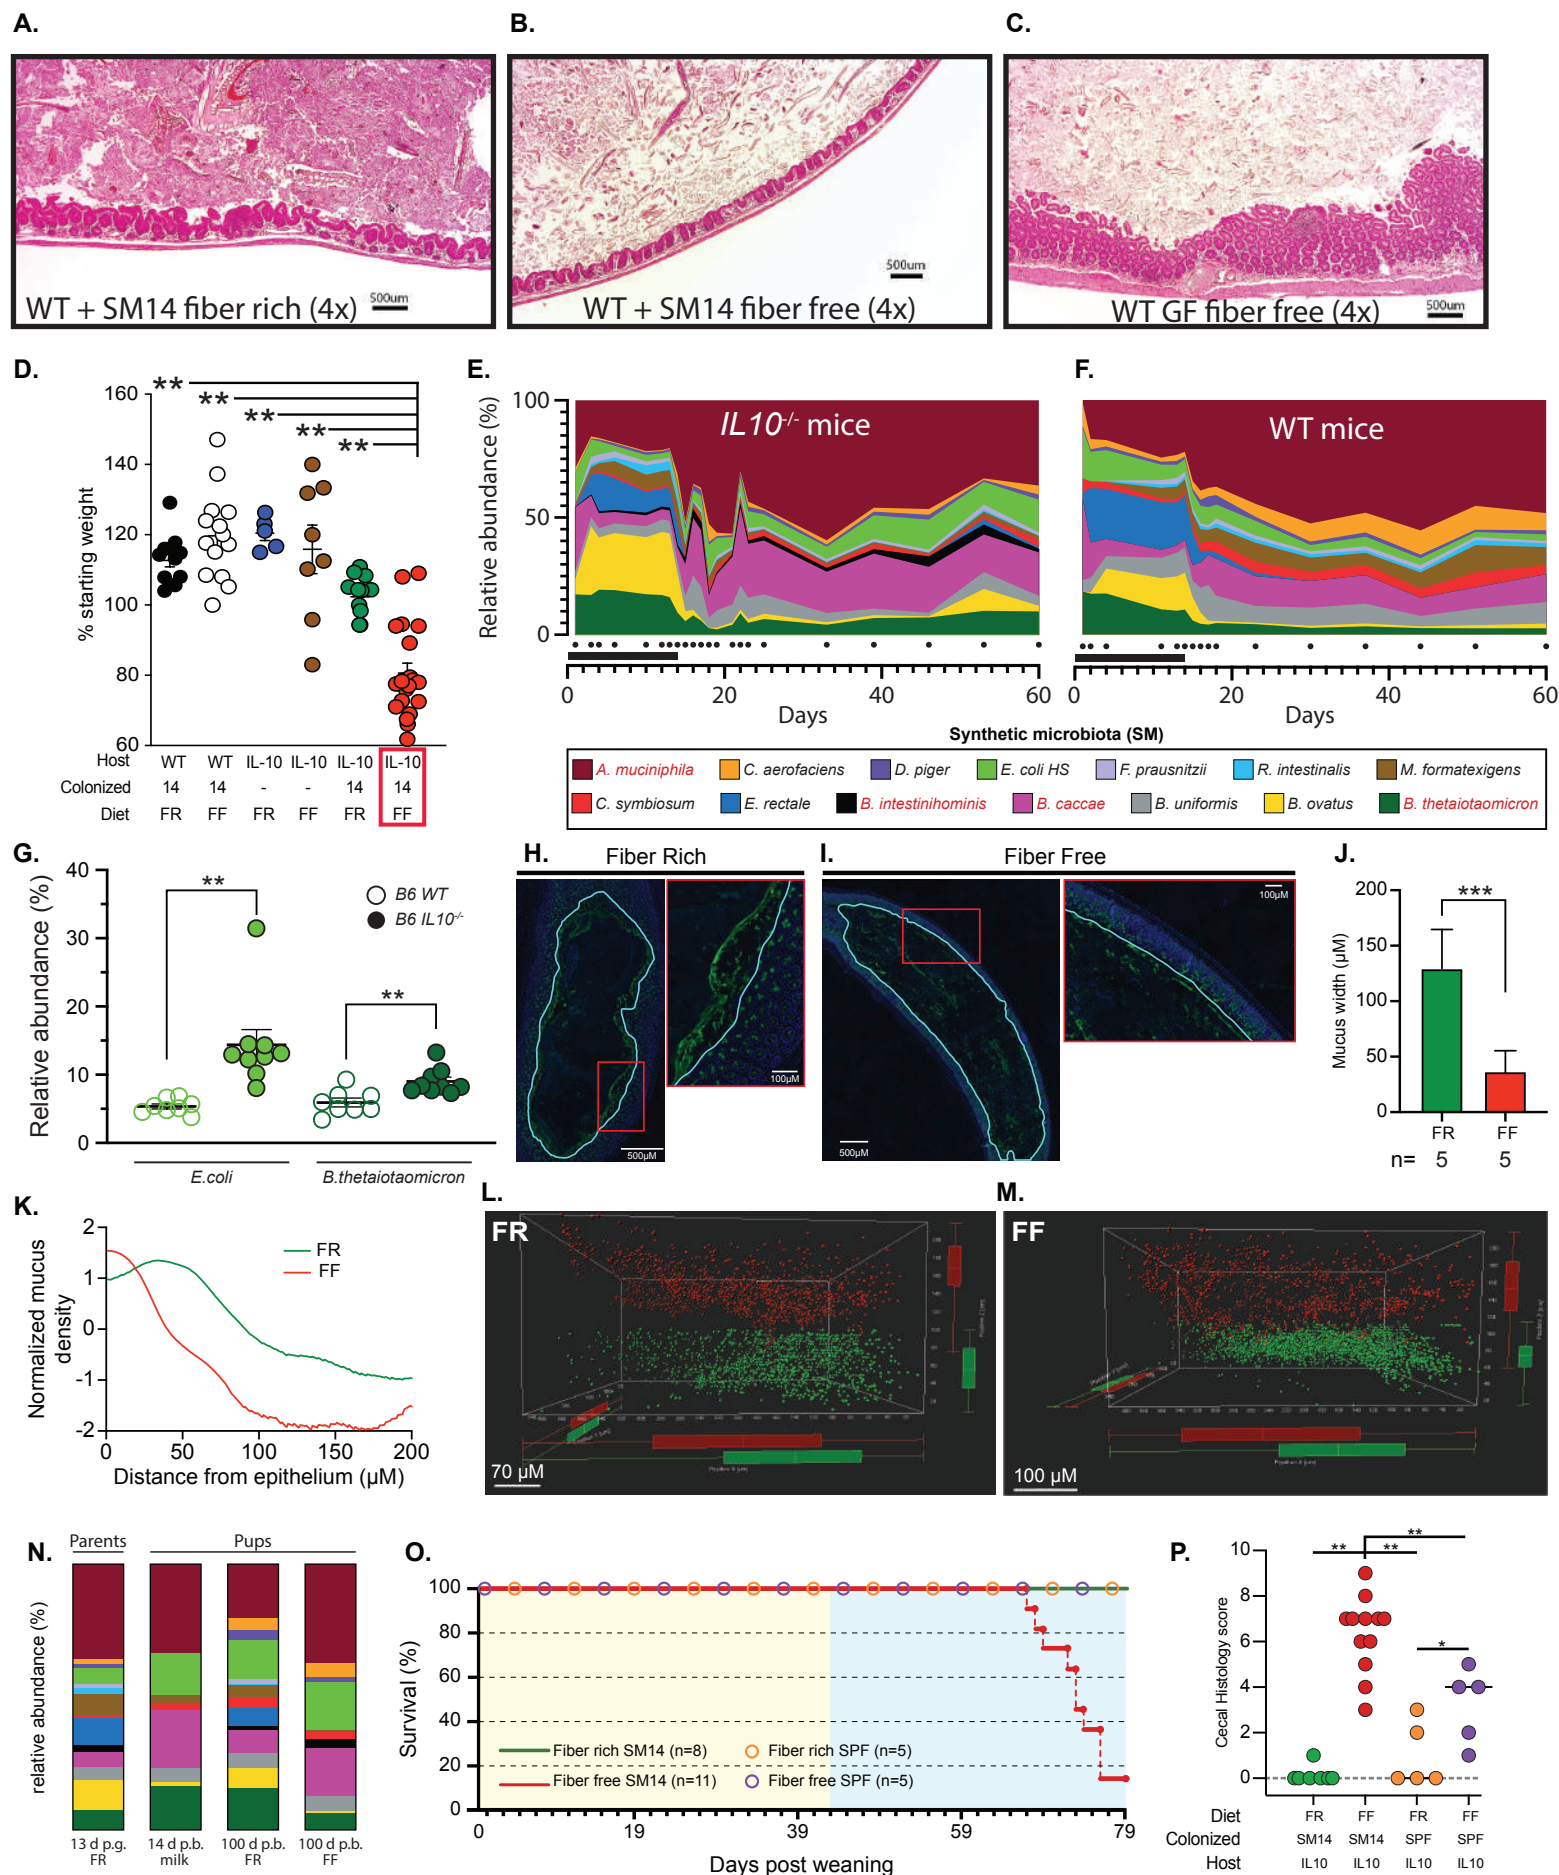 A.
B.
C.
500um
WT + SM14 fiber rich (4x)
500um
WT + SM14 fiber free (4x)
500um
WT GF fiber free (4x)
D.
% starting weight
160
140
120
100
80
60
**
**
**
**
**
Host WT WT IL-10 IL-10 IL-10 IL-10
Colonized 14 14 - - 14 14
Diet FR FF FR FF FR FF
E.
Relative abundance (%)
100
50
0
IL10-/- mice
0 20 40 60
Days
F.
WT mice
0 20 40 60
Days
Synthetic microbiota (SM)
A. muciniphila C. aerofaciens D. piger E. coli HS F. prausnitzii R. intestinalis M. formatexigens
C. symbiosum E. rectale B. intestinihominis B. caccae B. uniformis B. ovatus B. thetaiotaomicron
G.
Relative abundance (%)
40
30
20
10
0
**
**
B6 WT
B6 IL10-/-
E.coli B.thetaiotaomicron
H.
Fiber Rich
500µM
100µM
I.
Fiber Free
500µM
100µM
J.
Mucus width (µM)
200
150
100
50
0
***
FR FF
n= 5 5
K.
Normalized mucus
density
2
1
0
-1
-2
FR
FF
0 50 100 150 200
Distance from epithelium (µM)
L.
FR
70 µM
M.
FF
100 µM
N.
Parents Pups
relative abundance (%)
13 d p.g. 14 d p.b. 100 d p.b. 100 d p.b.
FR milk FR FF
O.
Survival (%)
100
80
60
40
20
0
Fiber rich SM14 (n=8)
Fiber free SM14 (n=11)
Fiber rich SPF (n=5)
Fiber free SPF (n=5)
0 19 39 59 79
Days post weaning
P.
Cecal Histology score
10
8
6
4
2
0
**
**
**
*
Diet FR FF FR FF
Colonized SM14 SM14 SPF SPF
Host IL10 IL10 IL10 IL10